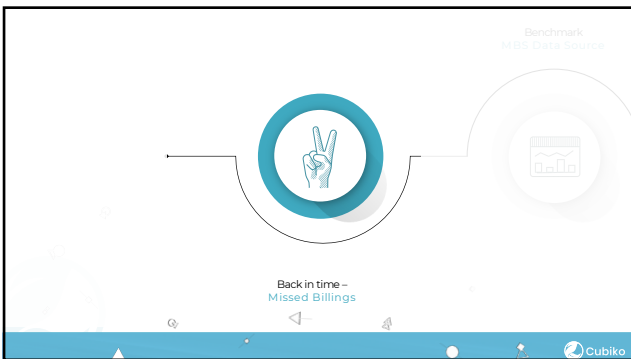 Benchmark
MBS Data Source
Back in time –
Missed Billings
Cubiko